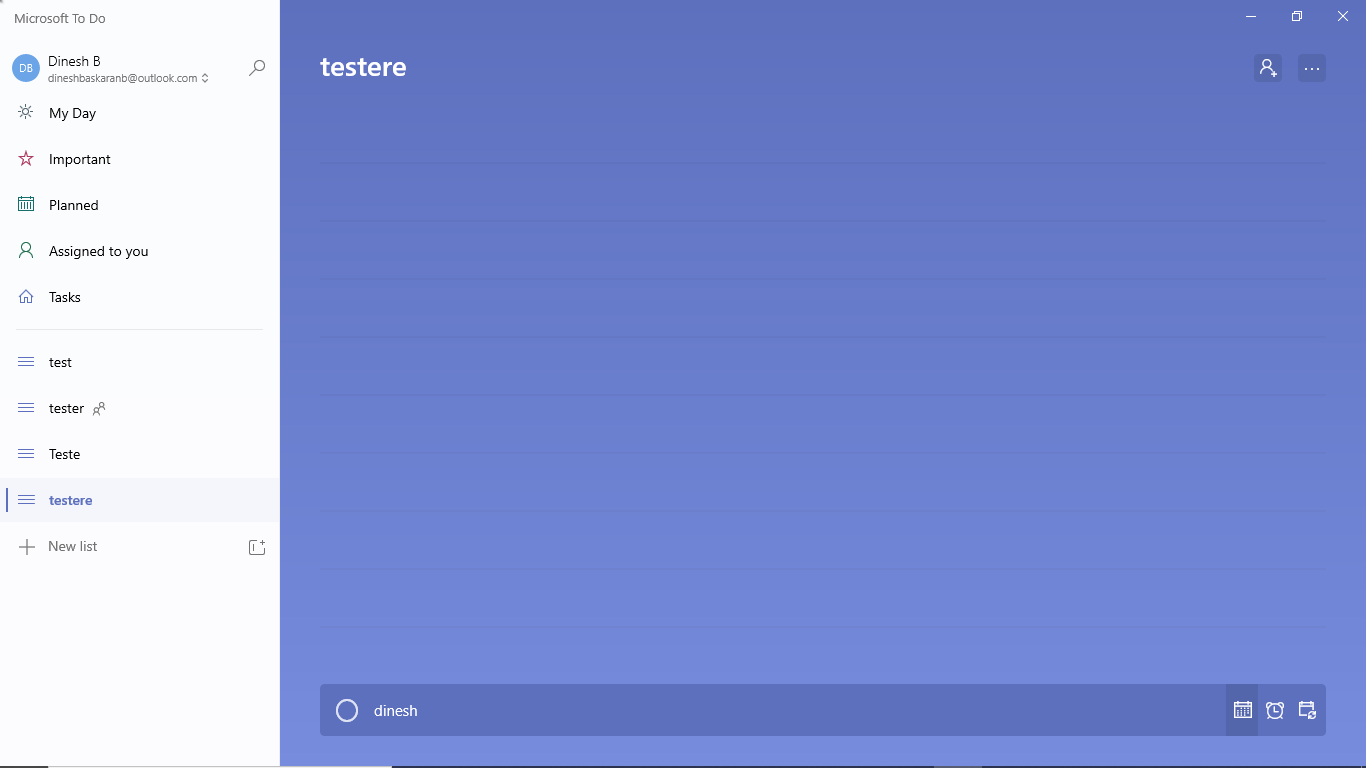 Microsoft To Do
DB
Dinesh B
dineshbaskaranb@outlook.com
My Day
Important
Planned
Assigned to you
Tasks
test
tester
Teste
testere
New list
testere
dinesh